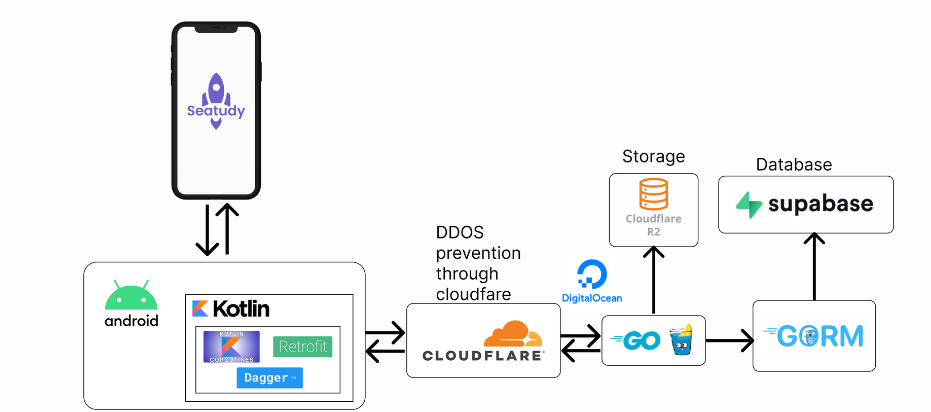 Seatudy
Storage
Database
Cloudflare
R2
supabase
DDOS
prevention
through
cloudfare
DigitalOcean
android
Kotlin
KOTLIN
COROUTINES
Retrofit
Dagger
CLOUDFLARE
GO
GORM